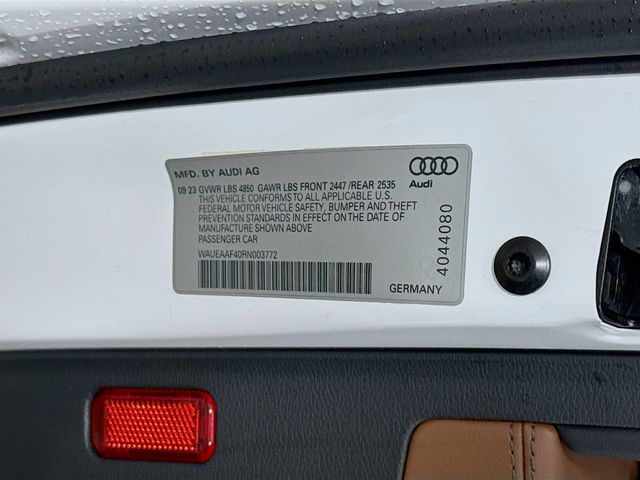 MFD. BY AUDI AG
09 23 GVWR LBS 4850 GAWR LBS FRONT 2447 /REAR 2535
THIS VEHICLE CONFORMS TO ALL APPLICABLE U.S.
FEDERAL MOTOR VEHICLE SAFETY, BUMPER AND THEFT
PREVENTION STANDARDS IN EFFECT ON THE DATE OF
MANUFACTURE SHOWN ABOVE
PASSENGER CAR
WAUEAAF40RN003772
Audi
4044080
GERMANY